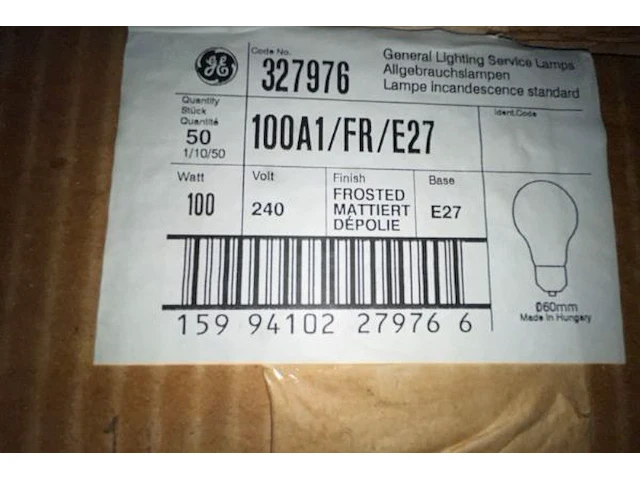 GE
Code No.
327976
General Lighting Service Lamps
Allgebrauchslampen
Lampe incandescence standard
Quantity
Stück
Quantité
50
1/10/50
100A1/FR/E27
Ident.Code
Watt
100
Volt
240
Finish
FROSTED
MATTIERT
DÉPOLIE
Base
E27
159 94102 27976 6
Ø60mm
Made In Hungary